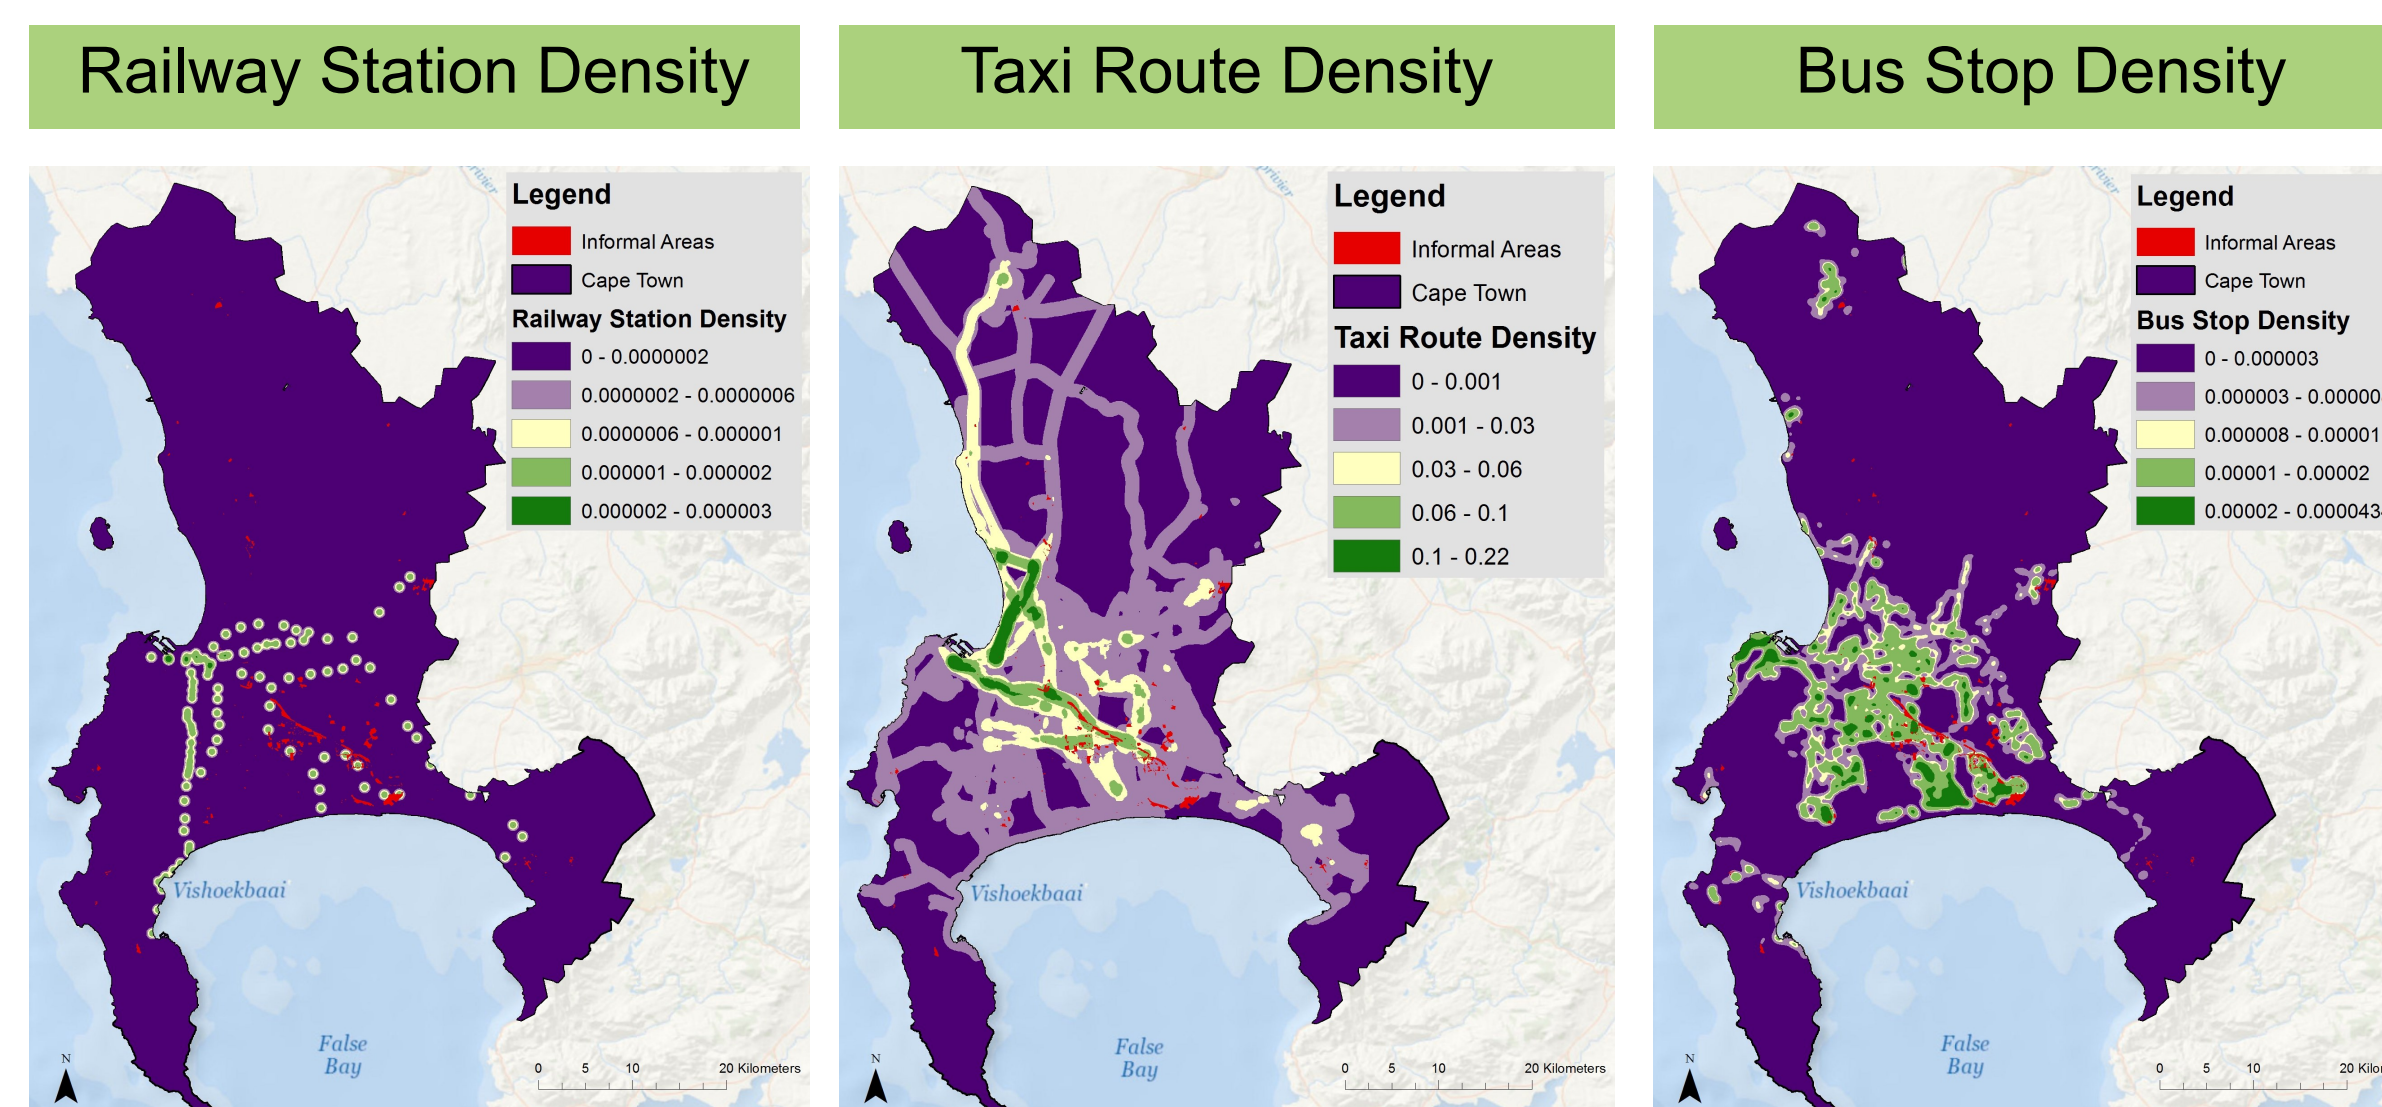 Railway Station Density
Taxi Route Density
Bus Stop Density
Legend
Informal Areas
Cape Town
Railway Station Density
0 - 0.0000002
0.0000002 - 0.0000006
0.0000006 - 0.000001
0.000001 - 0.000002
0.000002 - 0.000003
Vishoekbaai
False
Bay
N
0 5 10 20 Kilometers
Legend
Informal Areas
Cape Town
Taxi Route Density
0 - 0.001
0.001 - 0.03
0.03 - 0.06
0.06 - 0.1
0.1 - 0.22
Vishoekbaai
False
Bay
N
0 5 10 20 Kilometers
Legend
Informal Areas
Cape Town
Bus Stop Density
0 - 0.000003
0.000003 -
0.000008 - 0.00001
0.00001 - 0.00002
0.00002 -
Vishoekbaai
False
Bay
N
0 5 10 20